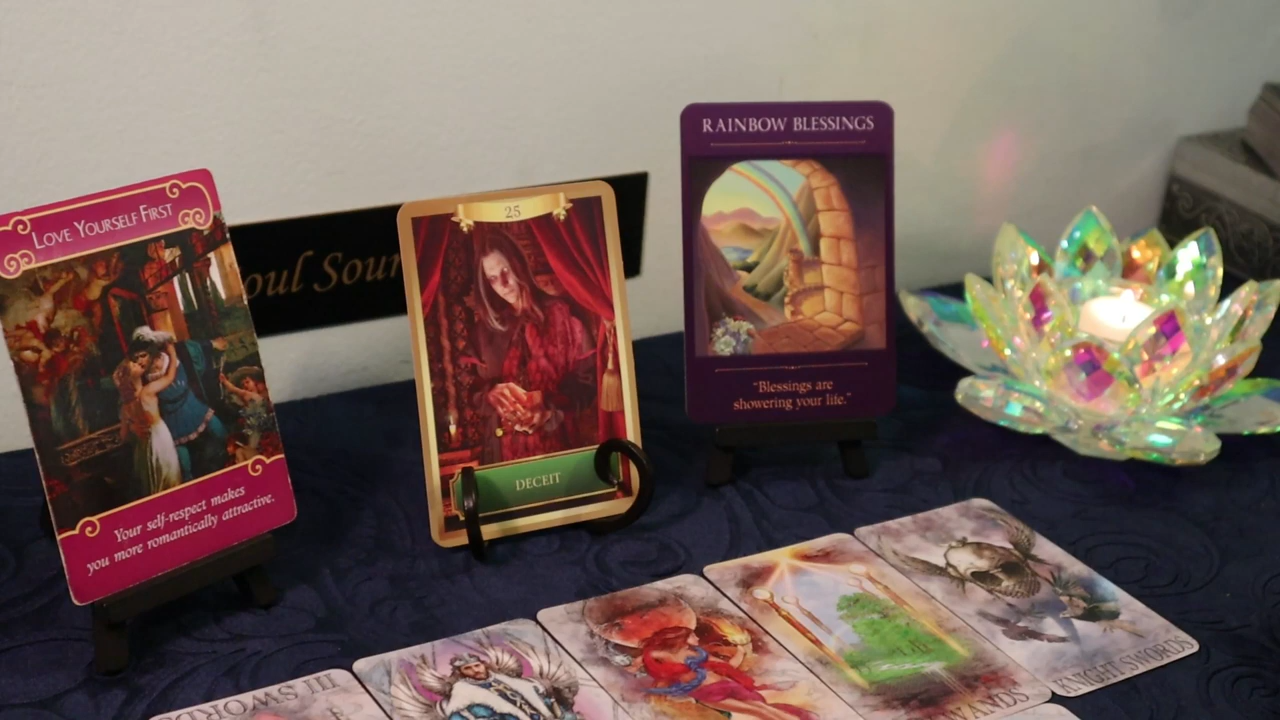 LOVE YOURSELF FIRST
Your self-respect makes
you more romantically attractive.
oul Sour
25
DECEIT
RAINBOW BLESSINGS
“Blessings are
showering your life.”
III SWORDS
WANDS
KNIGHT SWORDS